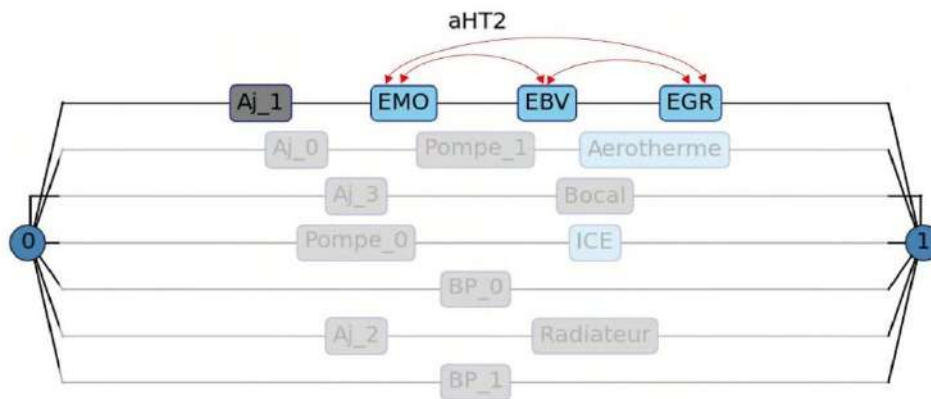 aHT2
Aj_1 EMO EBV EGR
Aj_0 Pompe_1 Aerotherme
Aj_3 Bocal
0 Pompe_0 ICE 1
BP_0
Aj_2 Radiateur
BP_1